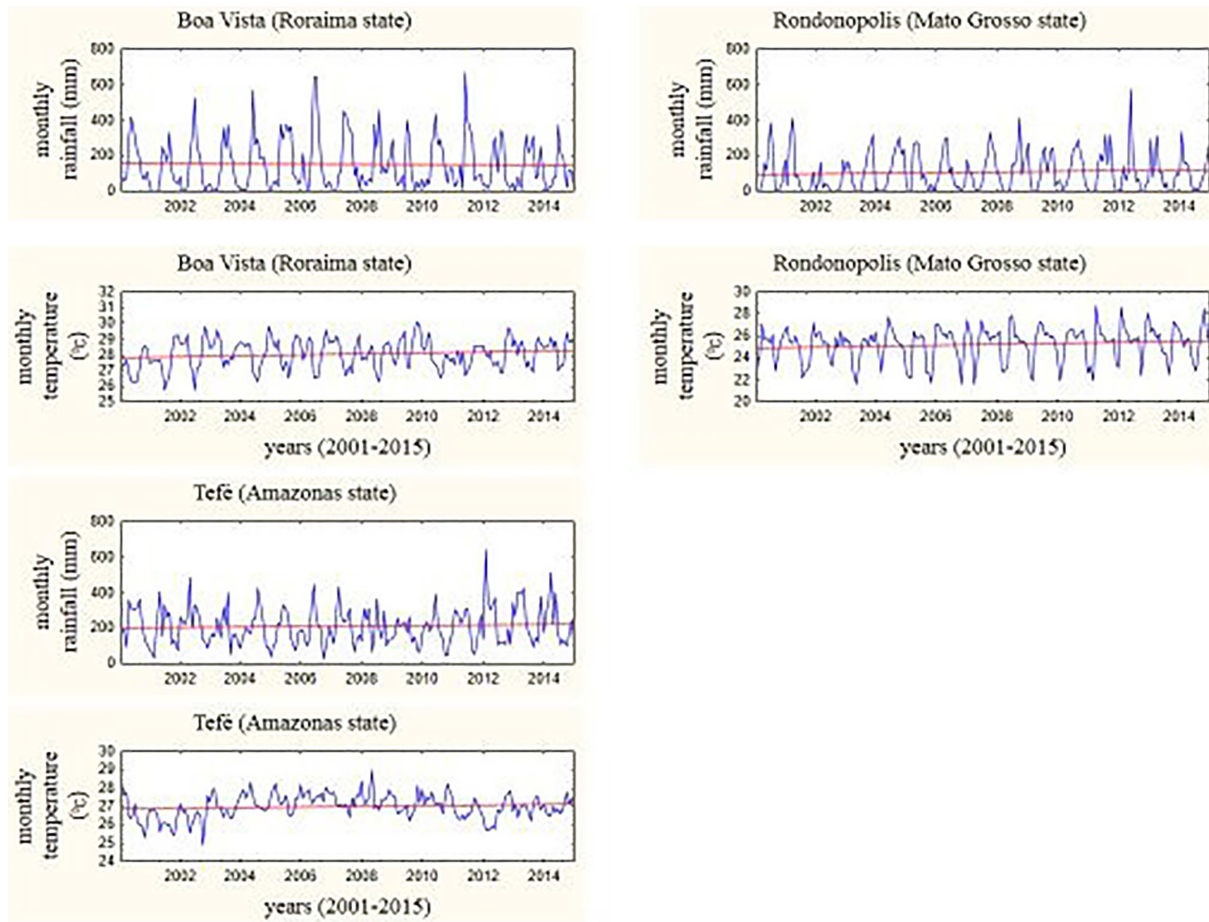 Boa Vista (Roraima state)
monthly
rainfall (mm)
800
600
400
200
0
2002 2004 2006 2008 2010 2012 2014
Rondonopolis (Mato Grosso state)
monthly
rainfall (mm)
800
600
400
200
0
2002 2004 2006 2008 2010 2012 2014
Boa Vista (Roraima state)
monthly
temperature
(ºC)
32
31
30
29
28
27
26
25
2002 2004 2006 2008 2010 2012 2014
years (2001-2015)
Rondonopolis (Mato Grosso state)
monthly
temperature
(ºC)
30
28
26
24
22
20
2002 2004 2006 2008 2010 2012 2014
years (2001-2015)
Tefé (Amazonas state)
monthly
rainfall (mm)
800
600
400
200
0
2002 2004 2006 2008 2010 2012 2014
Tefé (Amazonas state)
monthly
temperature
(ºC)
30
29
28
27
26
25
24
2002 2004 2006 2008 2010 2012 2014
years (2001-2015)